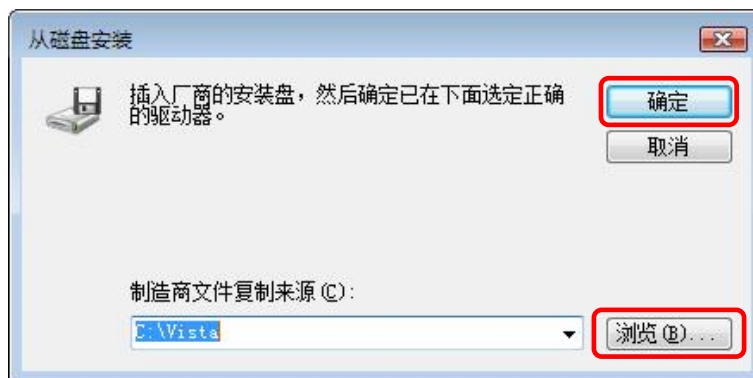 从磁盘安装
插入厂商的安装盘，然后确定已在下面选定正确
的驱动器。
确定
取消
制造商文件复制来源(C):
C:\Vista
浏览(B)...